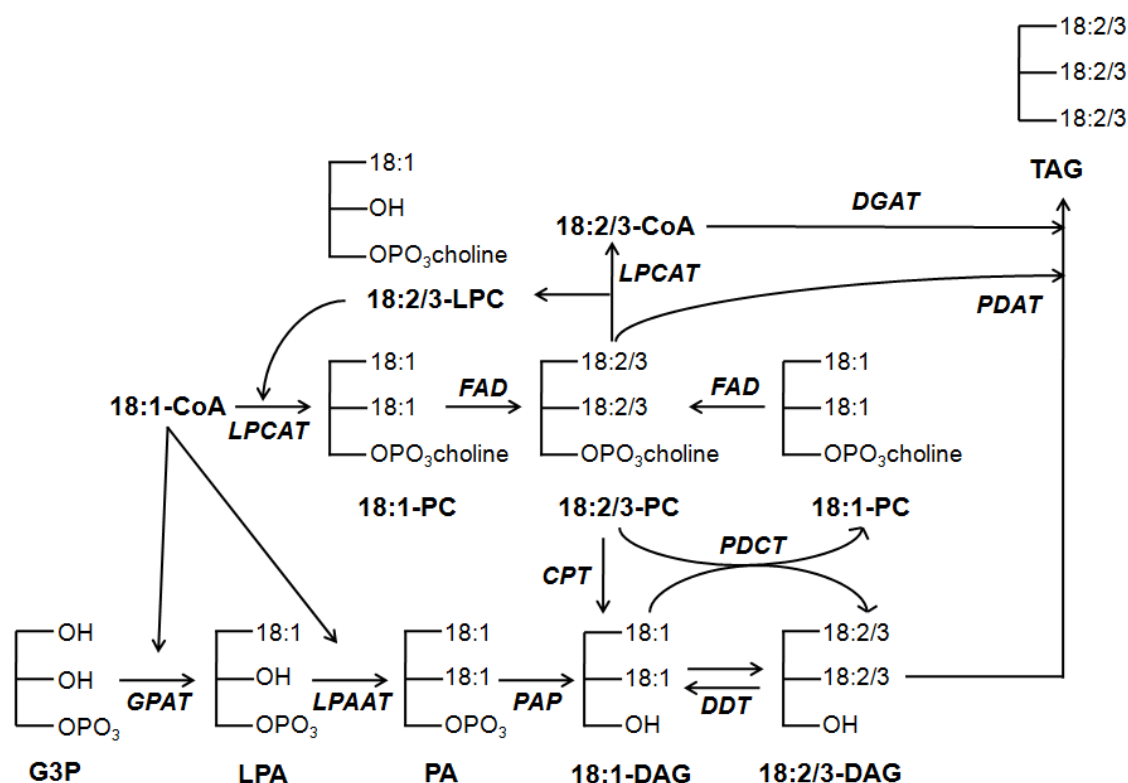 18:2/3
18:2/3
18:2/3
TAG
18:1
OH
OPO₃choline
18:2/3-LPC
18:2/3-CoA
DGAT
LPCAT
PDAT
18:1-CoA
LPCAT
18:1
18:1
OPO₃choline
18:1-PC
FAD
18:2/3
18:2/3
OPO₃choline
18:2/3-PC
FAD
18:1
18:1
OPO₃choline
18:1-PC
CPT
PDCT
OH
OH
OPO₃
G3P
GPAT
18:1
OH
OPO₃
LPA
LPAAT
18:1
18:1
OPO₃
PA
PAP
18:1
18:1
OH
18:1-DAG
DDT
18:2/3
18:2/3
OH
18:2/3-DAG